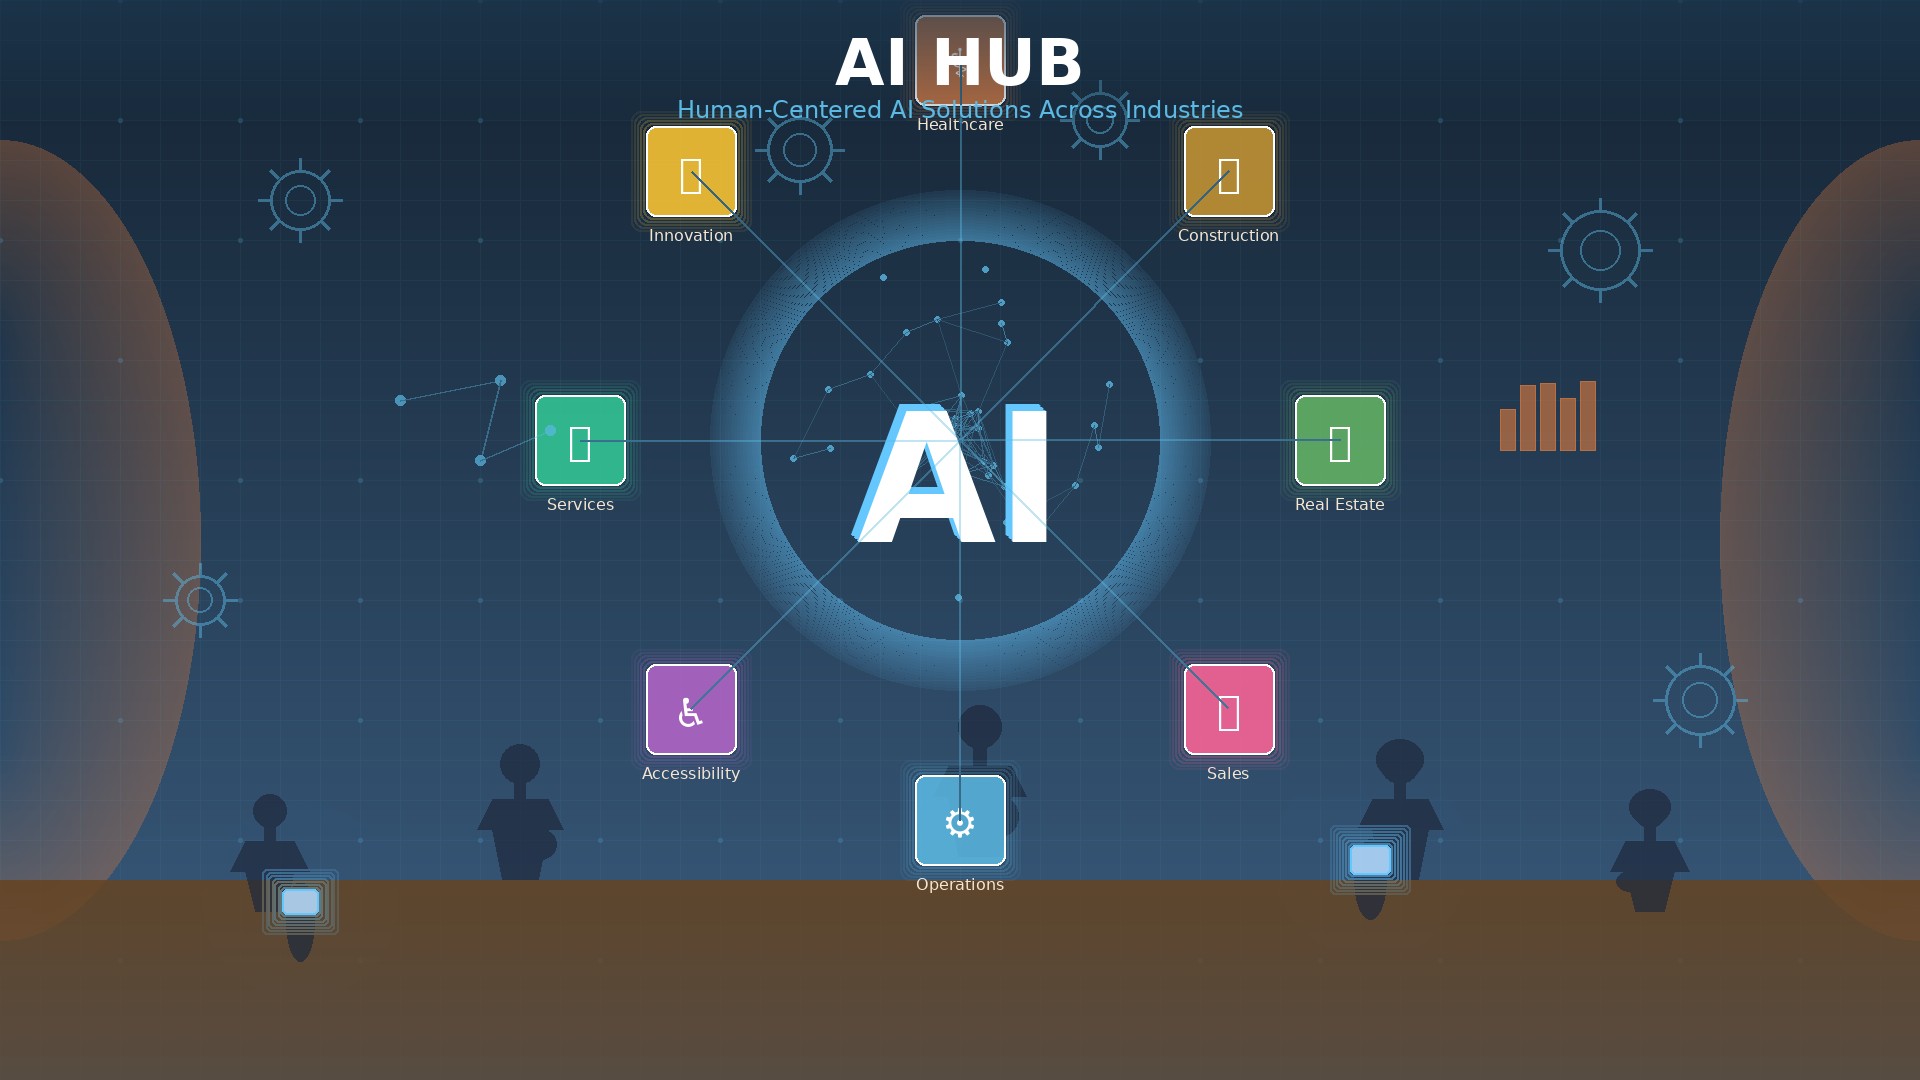 AI HUB
Human-Centered AI Solutions Across Industries
Healthcare
Innovation
Construction
AI
Services
Real Estate
Accessibility
Sales
Operations